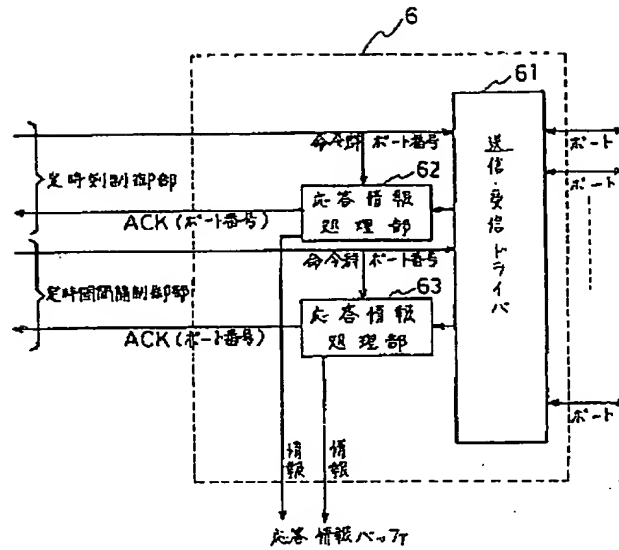 6
61
命令群 ポート番号
ポート
定時刻制御部
62
送信・受信ドライバ
ポート
応答情報
処理部
ACK(ポート番号)
命令群 ポート番号
定時間間隔制御部
63
応答情報
処理部
ACK(ポート番号)
ポート
情報
情報
応答情報バッファ